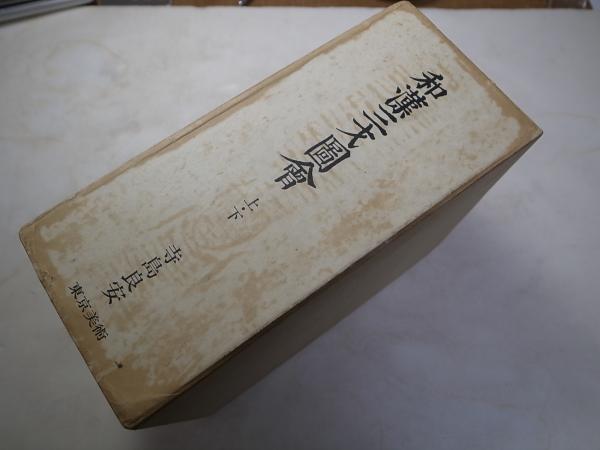 和漢三才圖會
上・下
寺島良安
東京美術